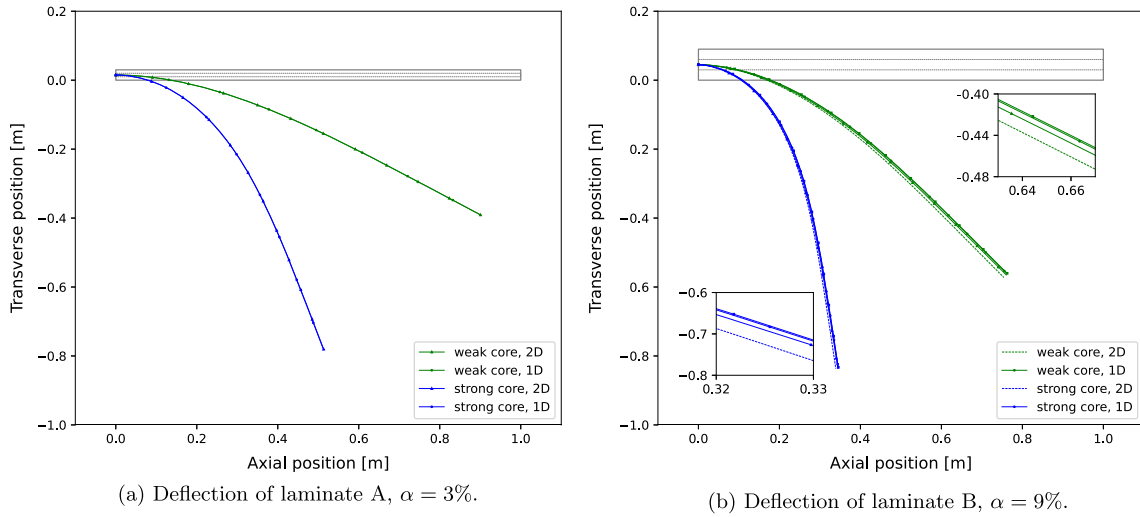 0.2
0.0
−0.2
−0.4
−0.6
−0.8
−1.0
Transverse position [m]
0.0
0.2
0.4
0.6
0.8
1.0
Axial position [m]
weak core, 2D
weak core, 1D
strong core, 2D
strong core, 1D
(a) Deflection of laminate A, α = 3%.
0.2
0.0
−0.2
−0.4
−0.6
−0.8
−1.0
Transverse position [m]
0.0
0.2
0.4
0.6
0.8
1.0
Axial position [m]
−0.40
−0.44
−0.48
0.64
0.66
−0.6
−0.7
−0.8
0.32
0.33
weak core, 2D
weak core, 1D
strong core, 2D
strong core, 1D
(b) Deflection of laminate B, α = 9%.